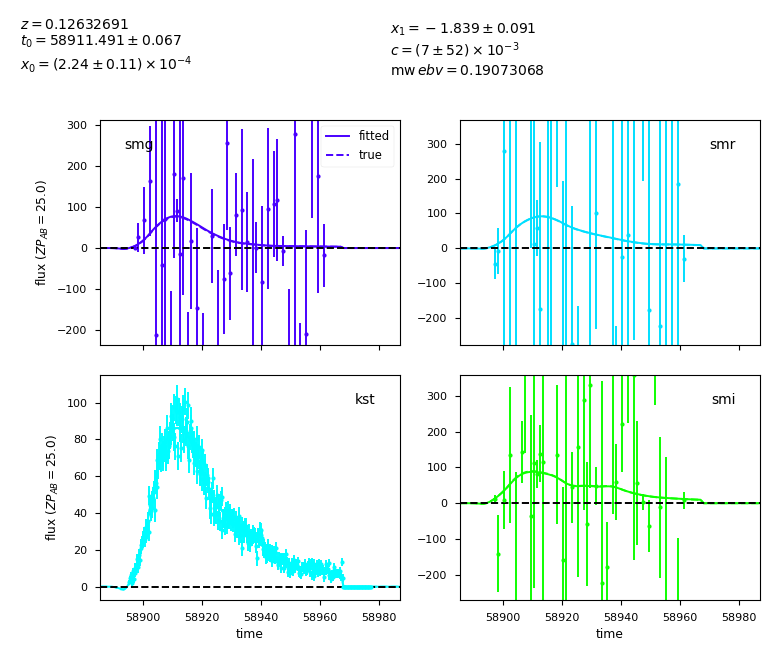 z = 0.12632691
t₀ = 58911.491 ± 0.067
x₀ = (2.24 ± 0.11) × 10⁻⁴
x₁ = −1.839 ± 0.091
c = (7 ± 52) × 10⁻³
mw ebv = 0.19073068
smg
fitted
true
300
200
100
0
−100
−200
flux (ZP_AB = 25.0)
smr
300
200
100
0
−100
−200
kst
100
80
60
40
20
0
flux (ZP_AB = 25.0)
58900 58920 58940 58960 58980
time
smi
300
200
100
0
−100
−200
58900 58920 58940 58960 58980
time